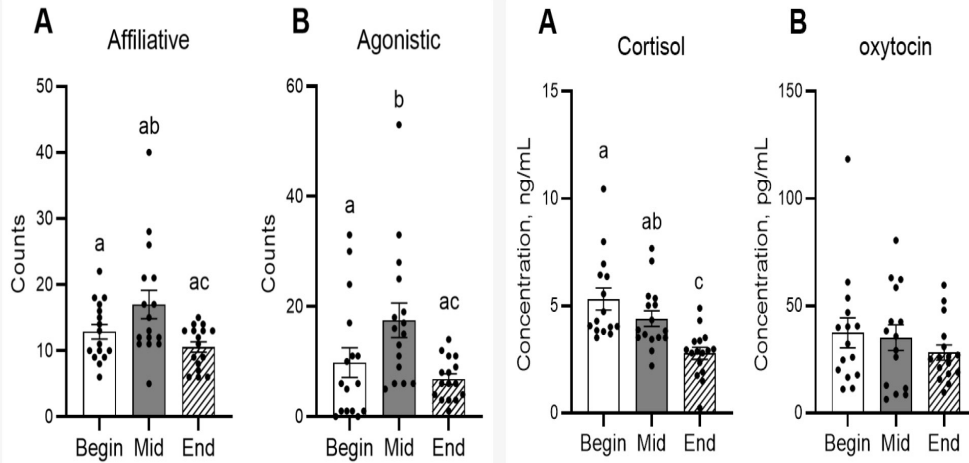 A
Affiliative
Counts
50
40
30
20
10
0
a
ab
ac
Begin
Mid
End
B
Agonistic
Counts
60
40
20
0
a
b
ac
Begin
Mid
End
A
Cortisol
Concentration, ng/mL
15
10
5
0
a
ab
c
Begin
Mid
End
B
oxytocin
Concentration, pg/mL
150
100
50
0
Begin
Mid
End